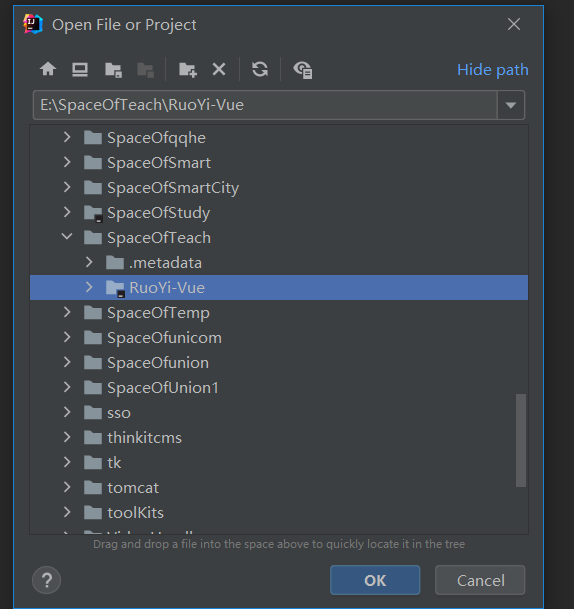 Open File or Project
Hide path
E:\SpaceOfTeach\RuoYi-Vue
SpaceOfqqhe
SpaceOfSmart
SpaceOfSmartCity
SpaceOfStudy
SpaceOfTeach
.metadata
RuoYi-Vue
SpaceOfTemp
SpaceOfunicom
SpaceOfunion
SpaceOfUnion1
sso
thinkitcms
tk
tomcat
toolKits
Drag and drop a file into the space above to quickly locate it in the tree
? OK Cancel